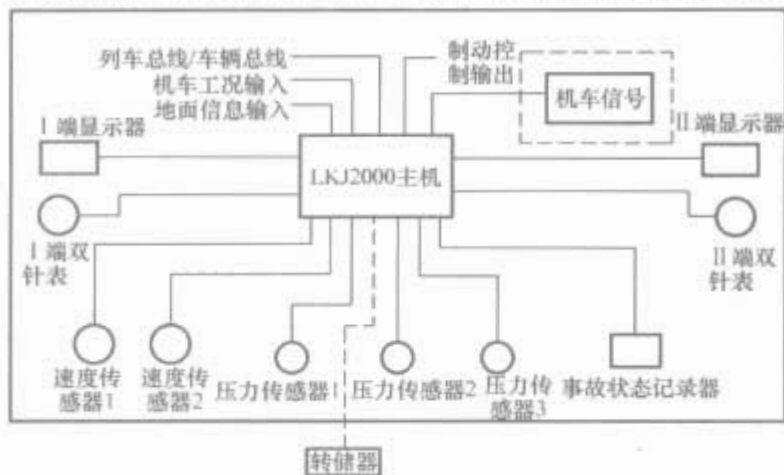 列车总线/车辆总线
机车工况输入
地面信息输入
制动控
制输出
机车信号
Ⅰ端显示器
Ⅱ端显示器
LKJ2000主机
Ⅰ端双
针表
Ⅱ端双
针表
速度传
感器1
速度传
感器2
压力传感器1
压力传感器2
压力传
感器3
事故状态记录器
转储器